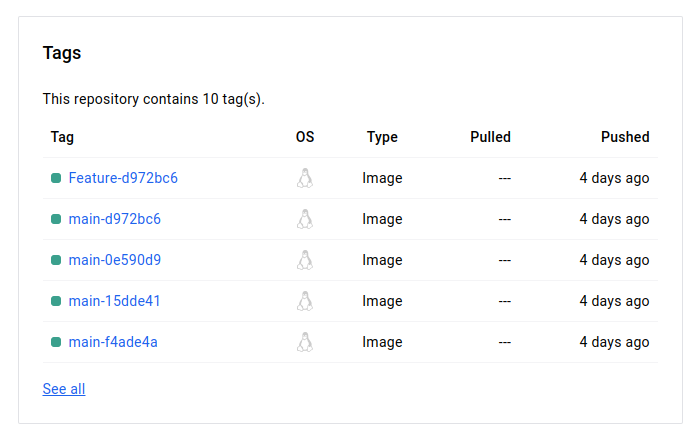 Tags
This repository contains 10 tag(s).
Tag OS Type Pulled Pushed
Feature-d972bc6 Image --- 4 days ago
main-d972bc6 Image --- 4 days ago
main-0e590d9 Image --- 4 days ago
main-15dde41 Image --- 4 days ago
main-f4ade4a Image --- 4 days ago
See all